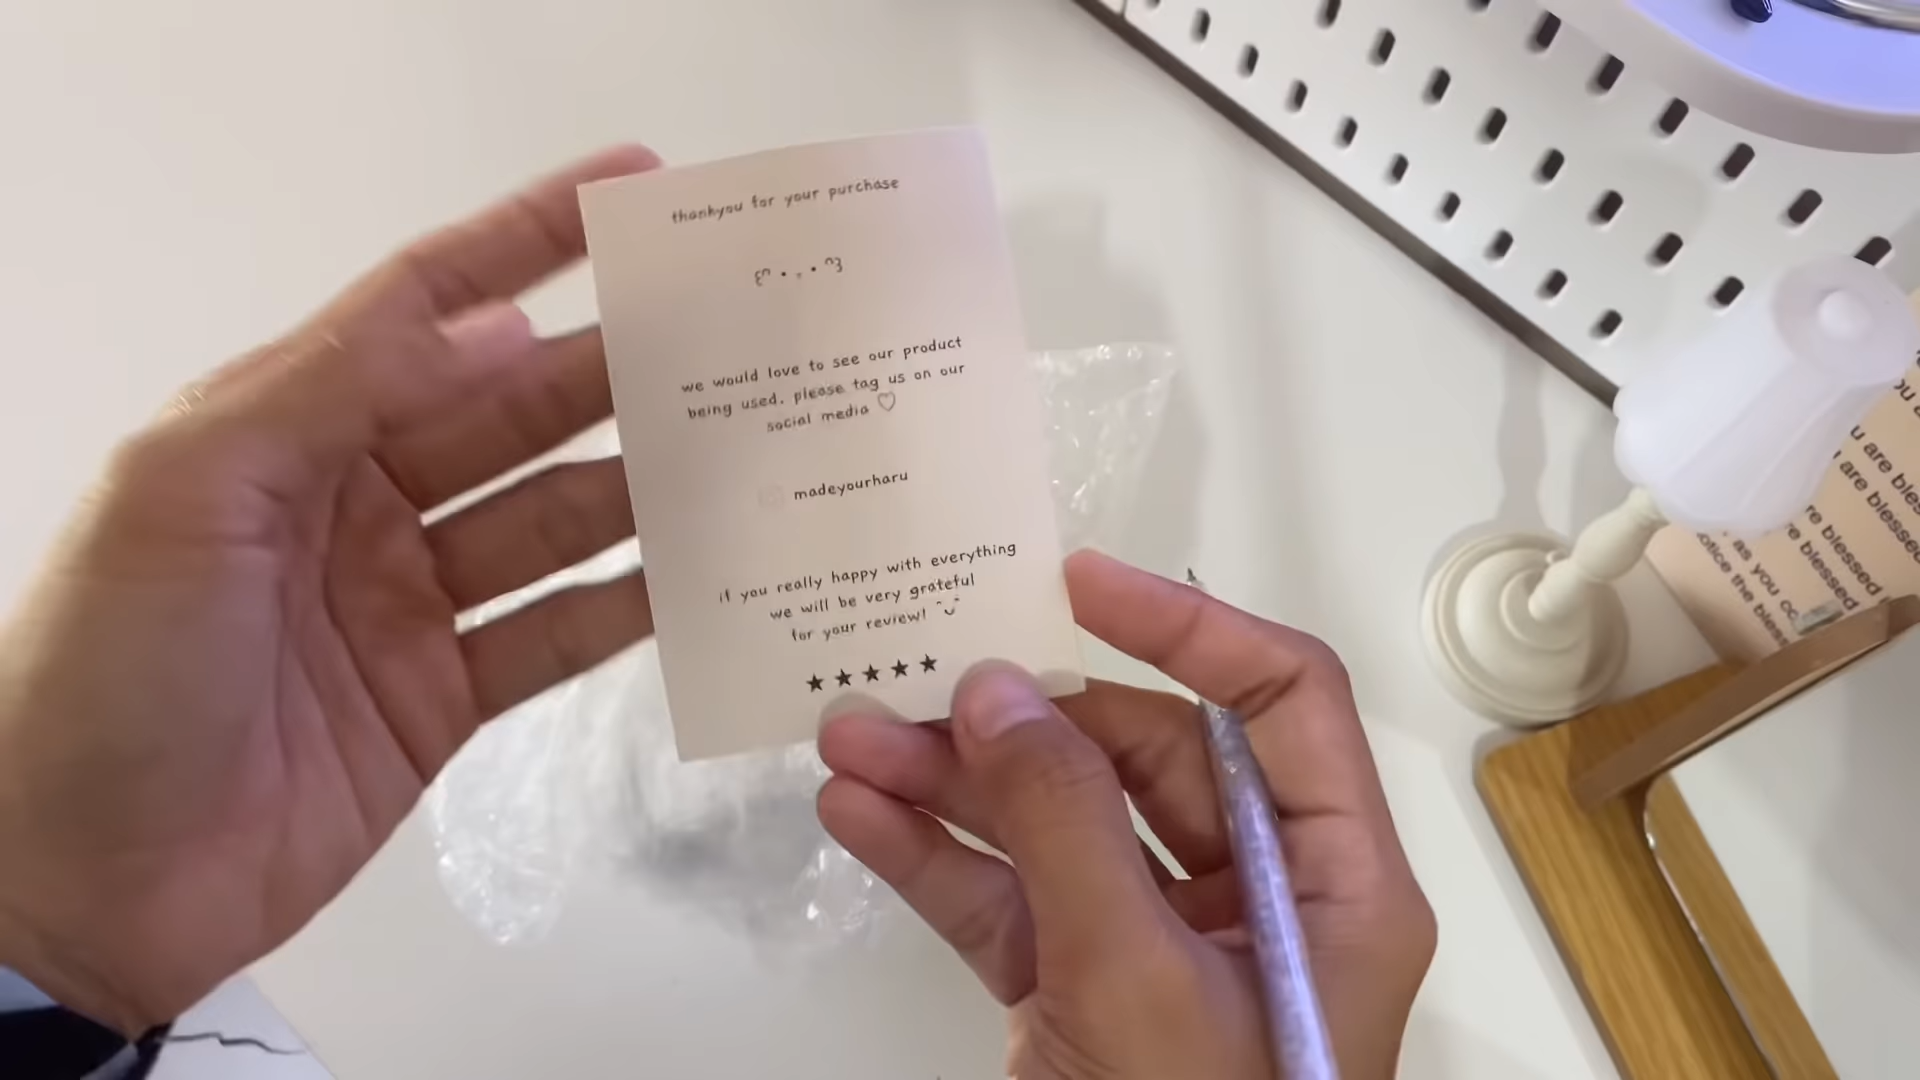 thankyou for your purchase
꒰ᐢ • ༝ • ᐢ꒱
we would love to see our product
being used. please tag us on our
social media ♡
madeyourharu
if you really happy with everything
we will be very grateful
for your review! ˘⌣˘
★★★★★
u are bles
are blessed
re blessed
e blessed
as you co
otice the bless